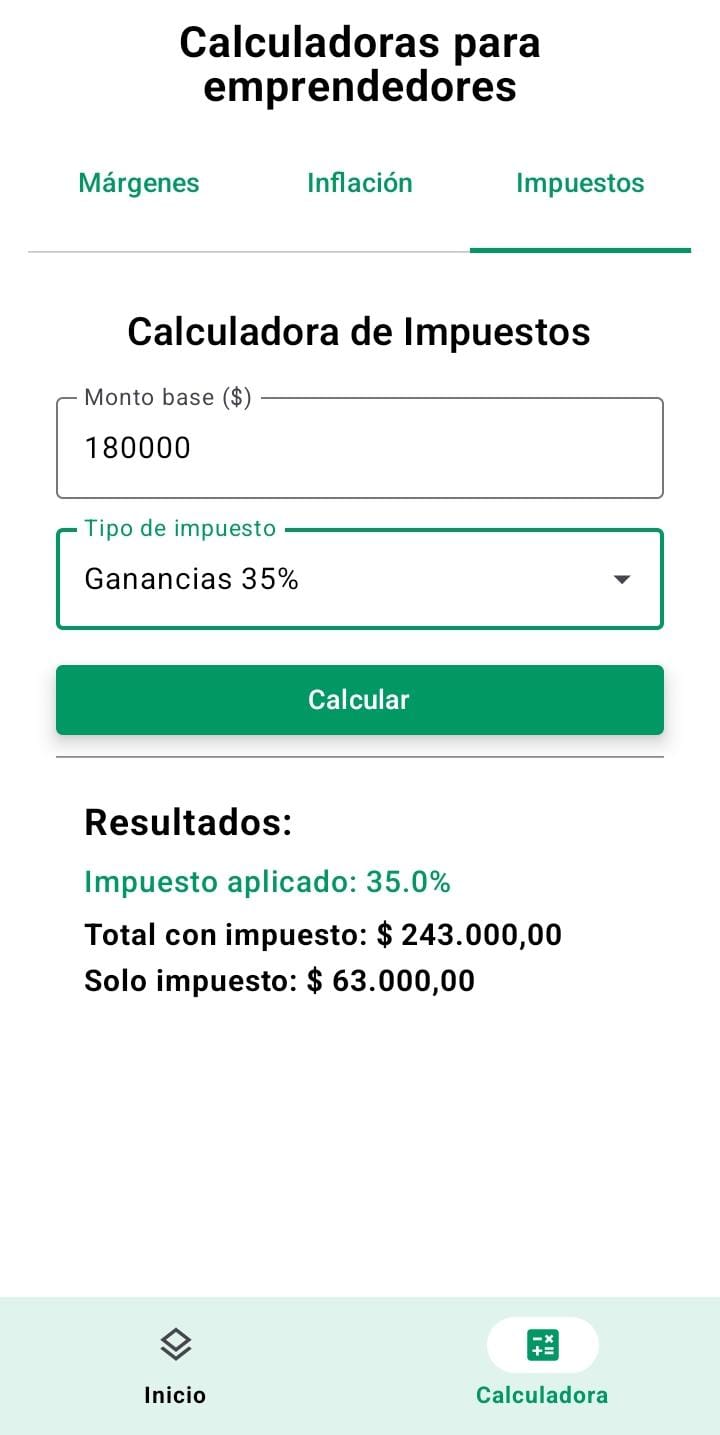 Calculadoras para
emprendedores
Márgenes Inflación Impuestos
Calculadora de Impuestos
Monto base ($)
180000
Tipo de impuesto
Ganancias 35%
Calcular
Resultados:
Impuesto aplicado: 35.0%
Total con impuesto: $ 243.000,00
Solo impuesto: $ 63.000,00
Inicio Calculadora